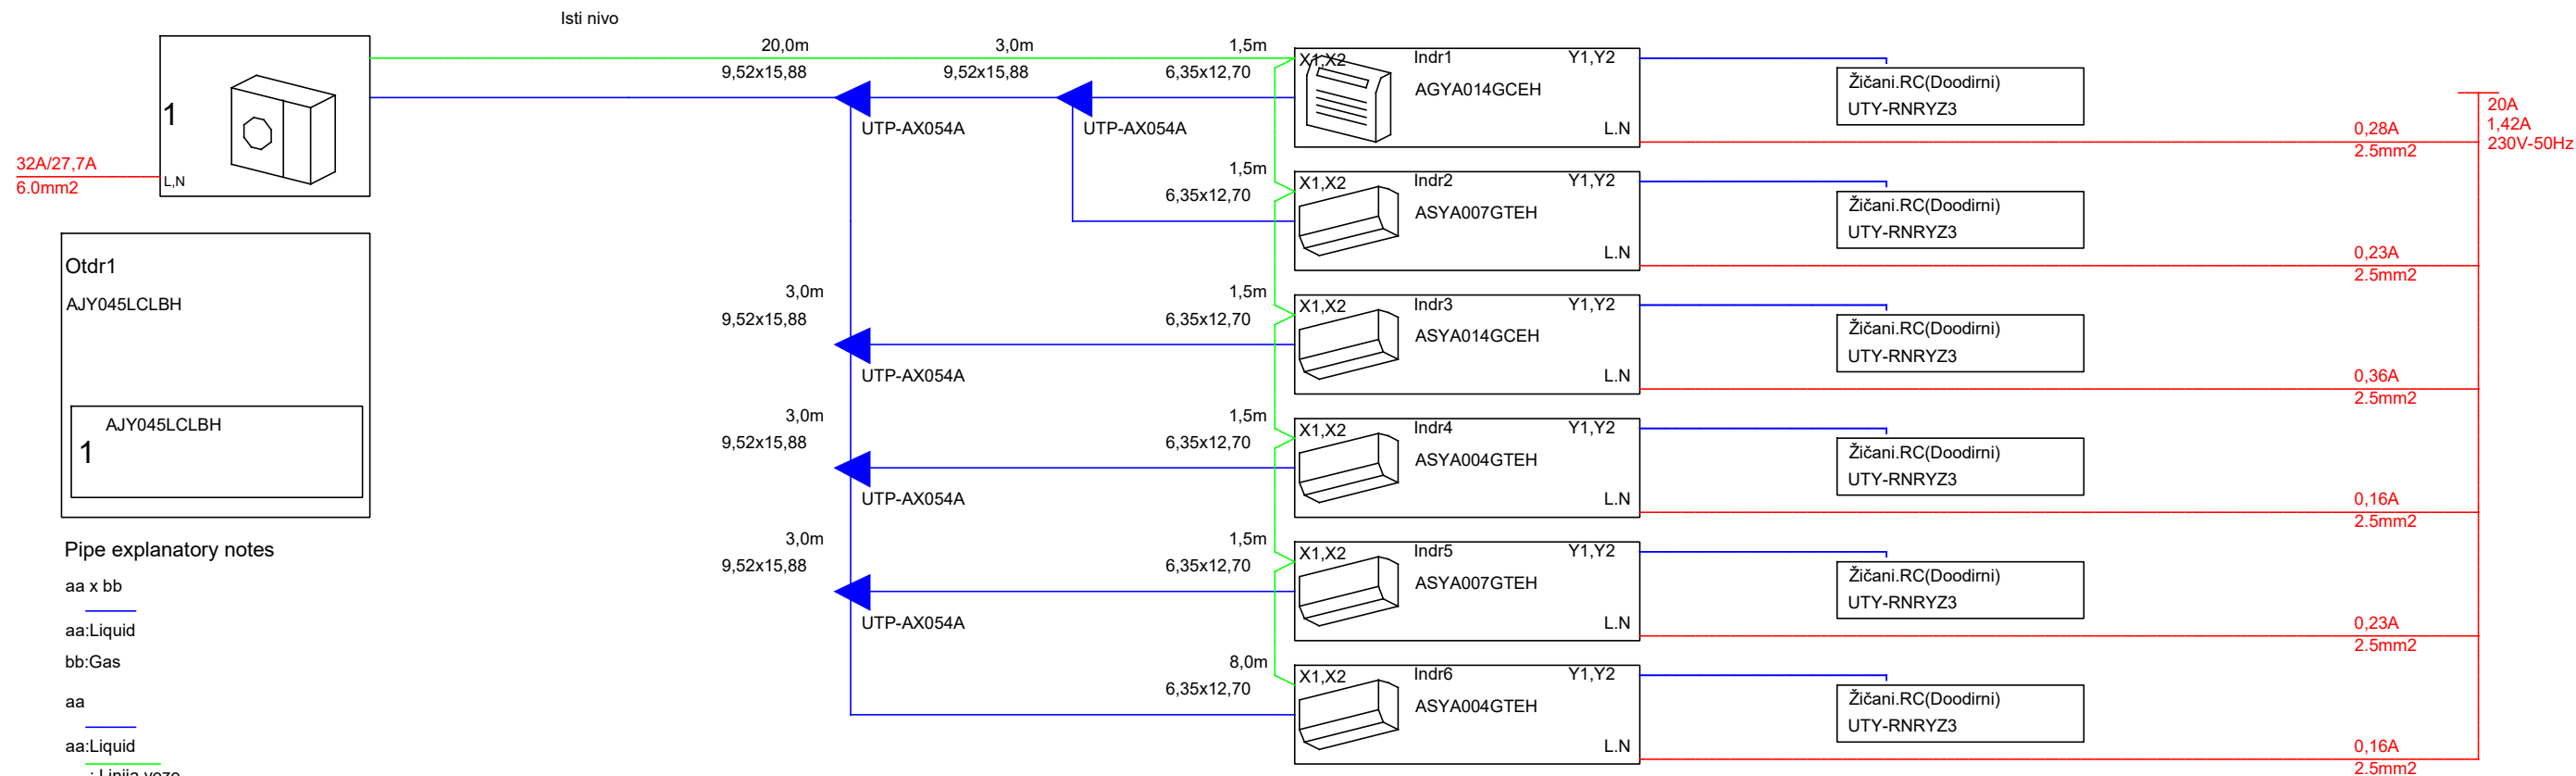 Isti nivo
20,0m
3,0m
1,5m
9,52x15,88
9,52x15,88
6,35x12,70
X1,X2
Indr1
Y1,Y2
AGYA014GCEH
L.N
Žičani.RC(Doodirni)
UTY-RNRYZ3
20A
1,42A
230V-50Hz
0,28A
2.5mm2
1
L,N
32A/27,7A
6.0mm2
UTP-AX054A
UTP-AX054A
1,5m
6,35x12,70
X1,X2
Indr2
Y1,Y2
ASYA007GTEH
L.N
Žičani.RC(Doodirni)
UTY-RNRYZ3
0,23A
2.5mm2
Otdr1
AJY045LCLBH
3,0m
9,52x15,88
1,5m
6,35x12,70
UTP-AX054A
X1,X2
Indr3
Y1,Y2
ASYA014GCEH
L.N
Žičani.RC(Doodirni)
UTY-RNRYZ3
0,36A
2.5mm2
AJY045LCLBH
1
3,0m
9,52x15,88
1,5m
6,35x12,70
UTP-AX054A
X1,X2
Indr4
Y1,Y2
ASYA004GTEH
L.N
Žičani.RC(Doodirni)
UTY-RNRYZ3
0,16A
2.5mm2
3,0m
9,52x15,88
1,5m
6,35x12,70
UTP-AX054A
X1,X2
Indr5
Y1,Y2
ASYA007GTEH
L.N
Žičani.RC(Doodirni)
UTY-RNRYZ3
0,23A
2.5mm2
8,0m
6,35x12,70
X1,X2
Indr6
Y1,Y2
ASYA004GTEH
L.N
Žičani.RC(Doodirni)
UTY-RNRYZ3
0,16A
2.5mm2
Pipe explanatory notes
aa x bb
aa:Liquid
bb:Gas
aa
aa:Liquid
: Linija veze